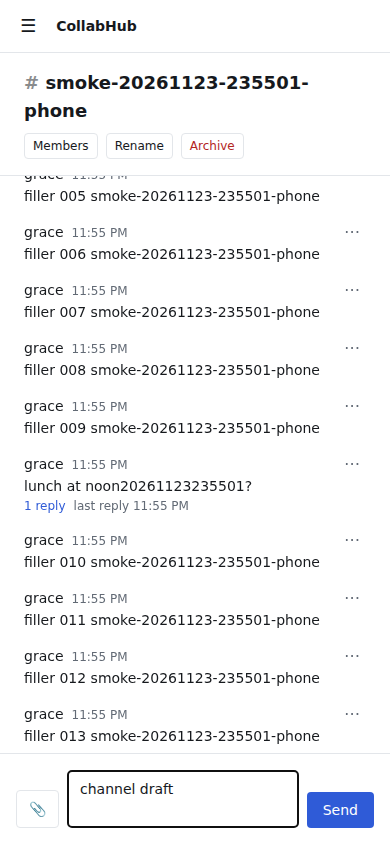 ☰ CollabHub
# smoke-20261123-235501-
phone
Members Rename Archive
grace 11:55 PM
filler 005 smoke-20261123-235501-phone
grace 11:55 PM ...
filler 006 smoke-20261123-235501-phone
grace 11:55 PM ...
filler 007 smoke-20261123-235501-phone
grace 11:55 PM ...
filler 008 smoke-20261123-235501-phone
grace 11:55 PM ...
filler 009 smoke-20261123-235501-phone
grace 11:55 PM ...
lunch at noon20261123235501?
1 reply last reply 11:55 PM
grace 11:55 PM ...
filler 010 smoke-20261123-235501-phone
grace 11:55 PM ...
filler 011 smoke-20261123-235501-phone
grace 11:55 PM ...
filler 012 smoke-20261123-235501-phone
grace 11:55 PM ...
filler 013 smoke-20261123-235501-phone
channel draft
Send